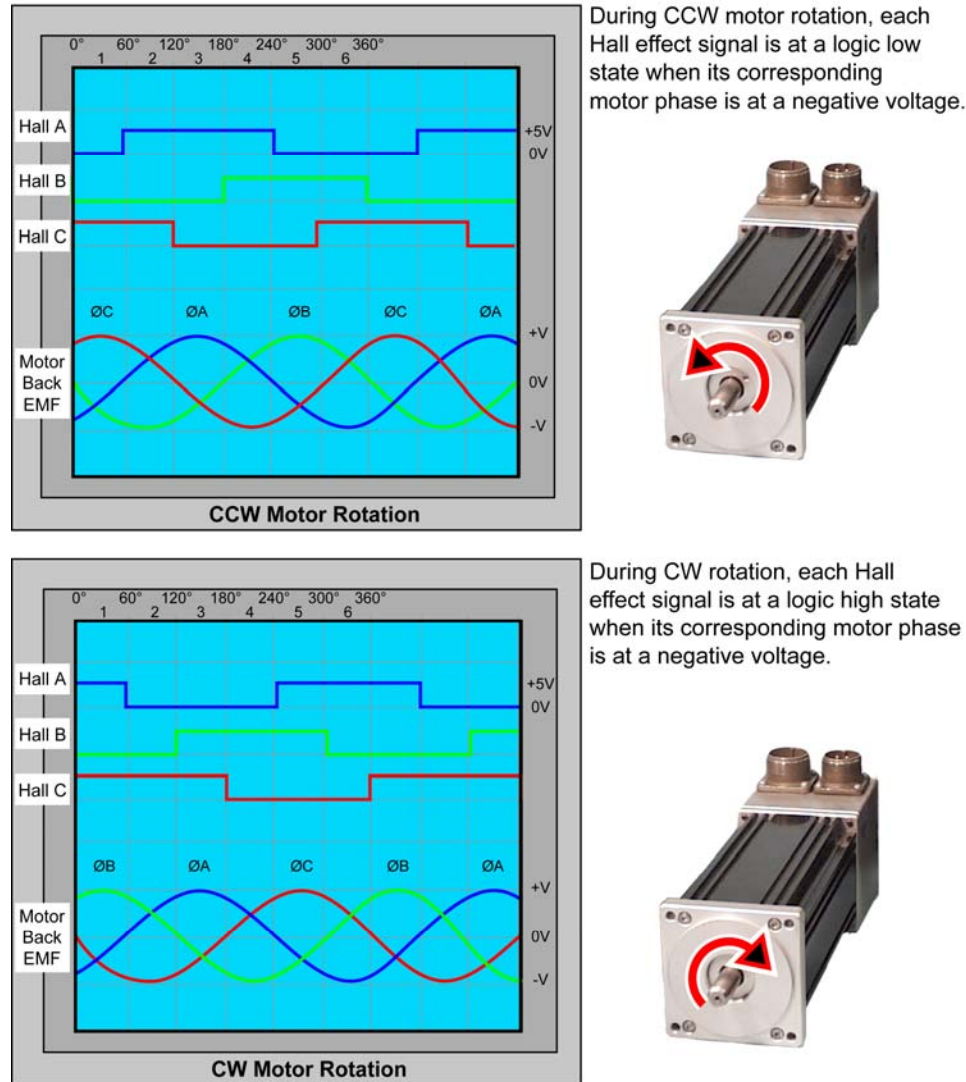 During CCW motor rotation, each
Hall effect signal is at a logic low
state when its corresponding
motor phase is at a negative voltage.
0° 60° 120° 180° 240° 300° 360°
1 2 3 4 5 6
Hall A
+5V
0V
Hall B
Hall C
ØC ØA ØB ØC ØA
+V
Motor
Back
EMF
0V
-V
CCW Motor Rotation
During CW rotation, each Hall
effect signal is at a logic high state
when its corresponding motor phase
is at a negative voltage.
0° 60° 120° 180° 240° 300° 360°
1 2 3 4 5 6
Hall A
+5V
0V
Hall B
Hall C
ØB ØA ØC ØB ØA
+V
Motor
Back
EMF
0V
-V
CW Motor Rotation